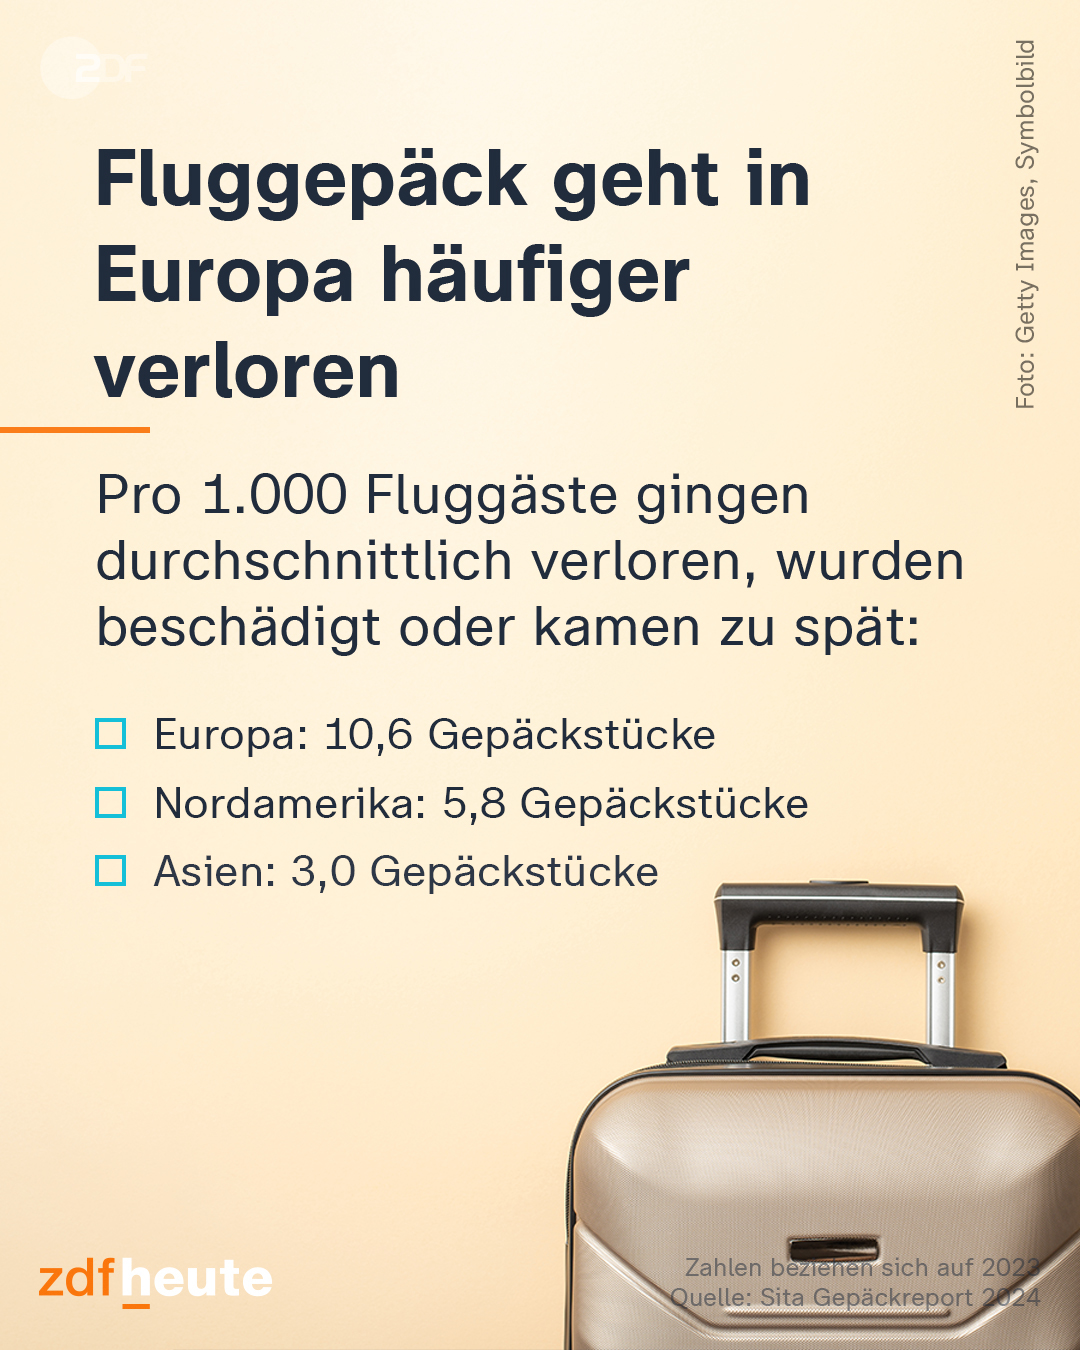 ZDF
Foto: Getty Images, Symbolbild
Fluggepäck geht in
Europa häufiger
verloren
Pro 1.000 Fluggäste gingen
durchschnittlich verloren, wurden
beschädigt oder kamen zu spät:
Europa: 10,6 Gepäckstücke
Nordamerika: 5,8 Gepäckstücke
Asien: 3,0 Gepäckstücke
zdfheute
Zahlen beziehen sich auf 2023
Quelle: Sita Gepäckreport 2024